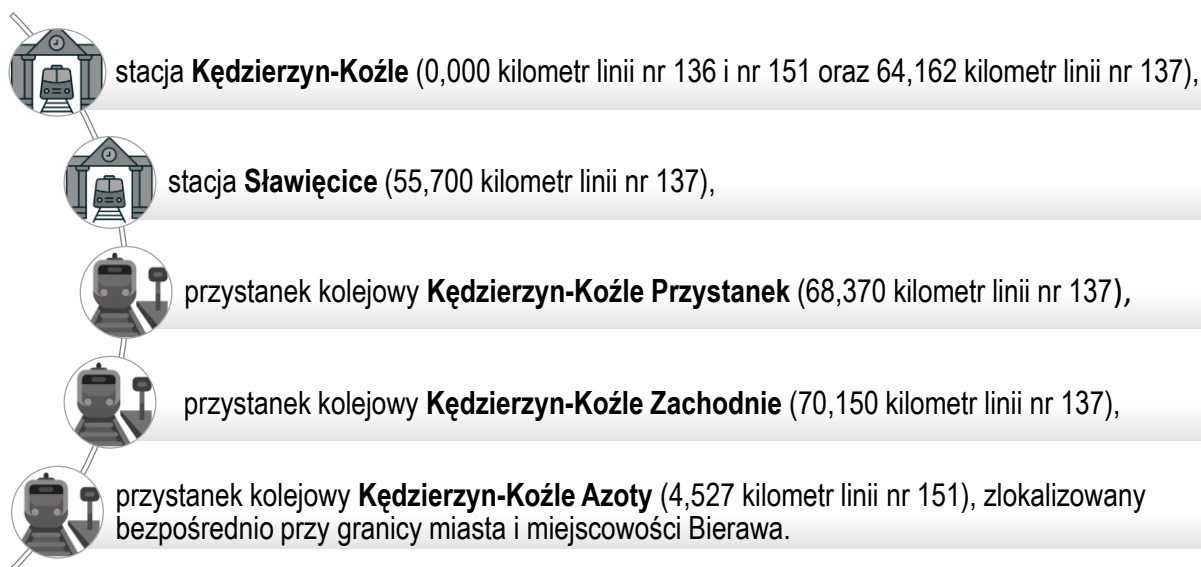 stacja Kędzierzyn-Koźle (0,000 kilometr linii nr 136 i nr 151 oraz 64,162 kilometr linii nr 137),
stacja Sławięcice (55,700 kilometr linii nr 137),
przystanek kolejowy Kędzierzyn-Koźle Przystanek (68,370 kilometr linii nr 137),
przystanek kolejowy Kędzierzyn-Koźle Zachodnie (70,150 kilometr linii nr 137),
przystanek kolejowy Kędzierzyn-Koźle Azoty (4,527 kilometr linii nr 151), zlokalizowany
bezpośrednio przy granicy miasta i miejscowości Bierawa.